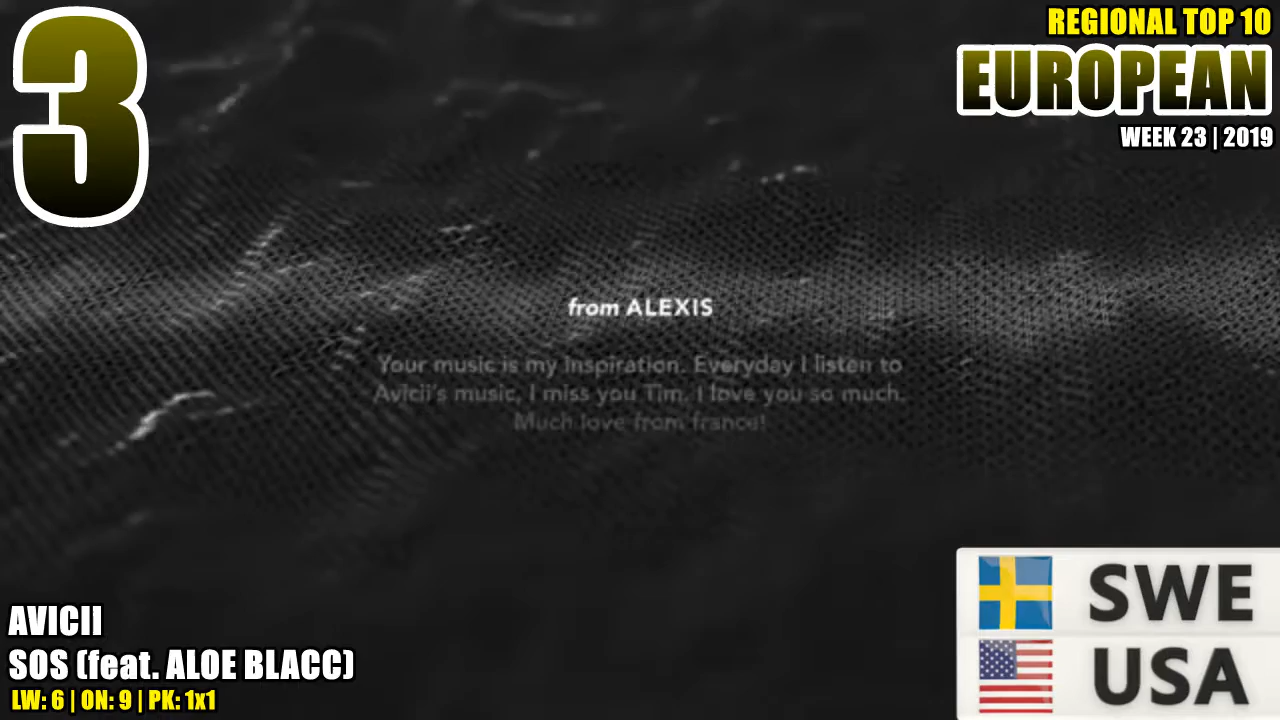 3
REGIONAL TOP 10
EUROPEAN
WEEK 23 | 2019
from ALEXIS
Your music is my inspiration. Everyday I listen to
Avicii's music, I miss you Tim. I love you so much.
Much love from france!
AVICII
SOS (feat. ALOE BLACC)
LW: 6 | ON: 9 | PK: 1x1
SWE
USA